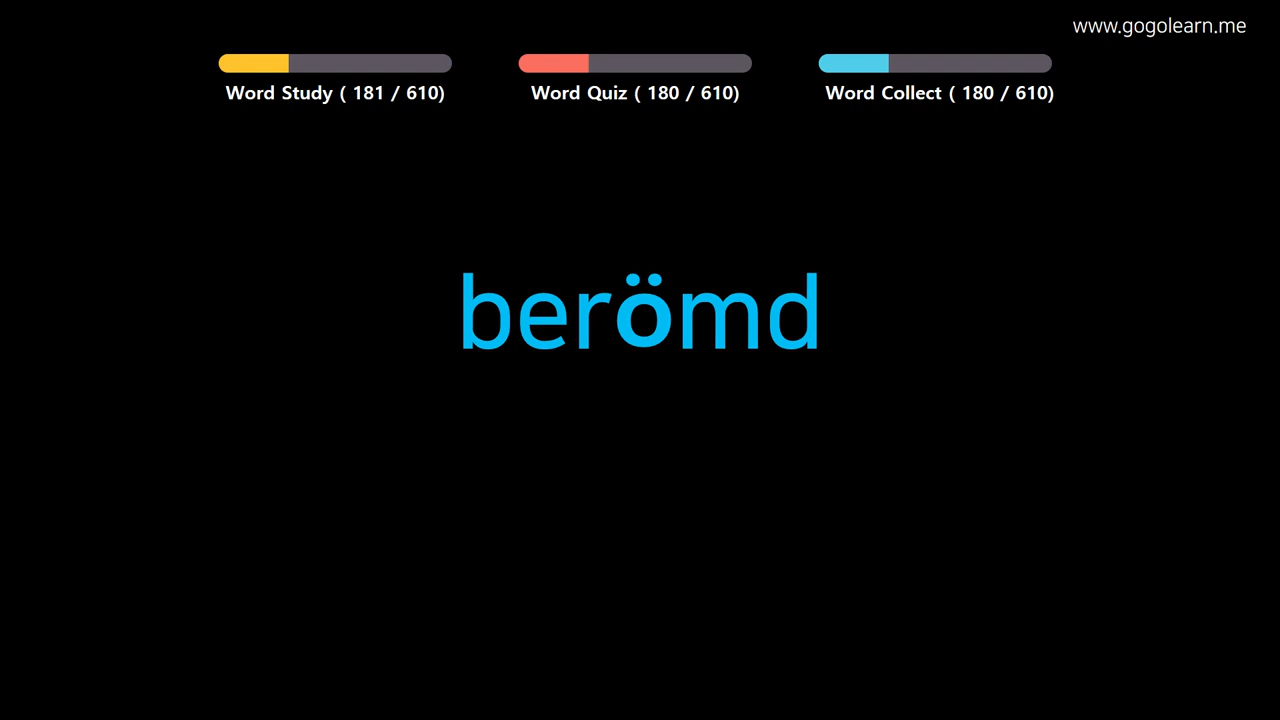 www.gogolearn.me
Word Study ( 181 / 610)
Word Quiz ( 180 / 610)
Word Collect ( 180 / 610)
berömd